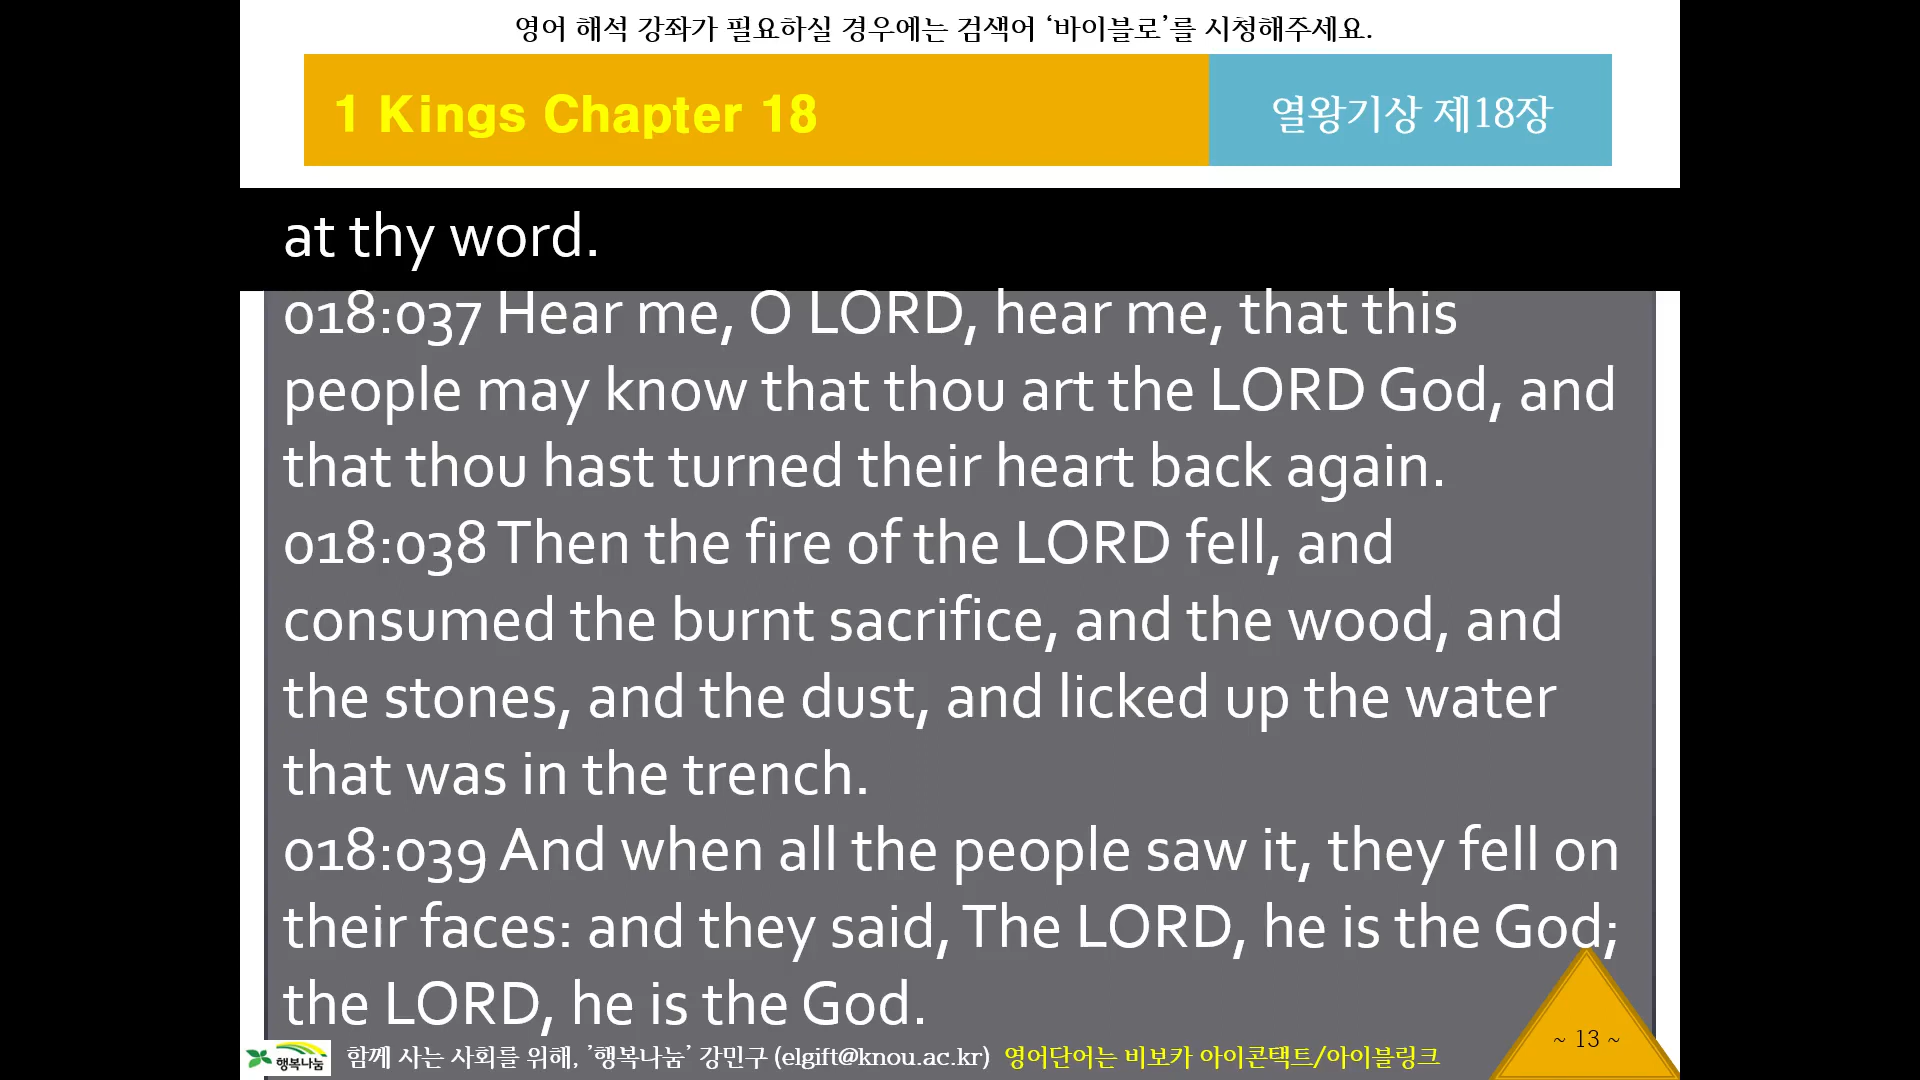 영어 해석 강좌가 필요하실 경우에는 검색어 ‘바이블로’를 시청해주세요.
1 Kings Chapter 18
열왕기상 제18장
at thy word.
018:037 Hear me, O LORD, hear me, that this
people may know that thou art the LORD God, and
that thou hast turned their heart back again.
018:038 Then the fire of the LORD fell, and
consumed the burnt sacrifice, and the wood, and
the stones, and the dust, and licked up the water
that was in the trench.
018:039 And when all the people saw it, they fell on
their faces: and they said, The LORD, he is the God;
the LORD, he is the God.
~ 13 ~
행복나눔
함께 사는 사회를 위해, ’행복나눔’ 강민구 (elgift@knou.ac.kr) 영어단어는 비보카 아이콘택트/아이블링크